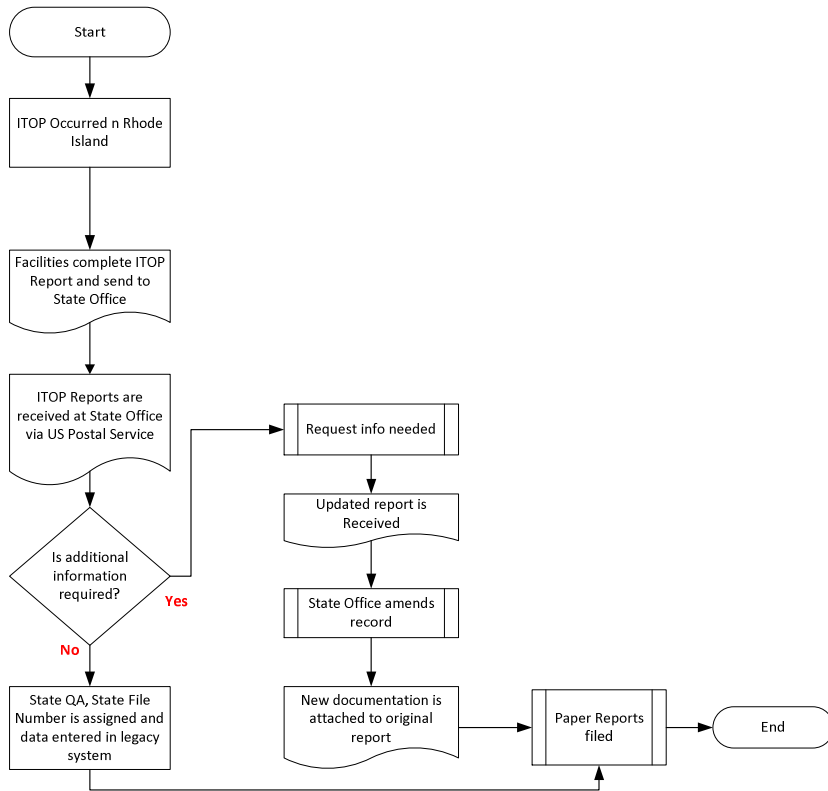 Start
ITOP Occurred n Rhode
Island
Facilities complete ITOP
Report and send to
State Office
ITOP Reports are
received at State Office
via US Postal Service
Is additional
information
required?
Yes
No
State QA, State File
Number is assigned and
data entered in legacy
system
Request info needed
Updated report is
Received
State Office amends
record
New documentation is
attached to original
report
Paper Reports
filed
End